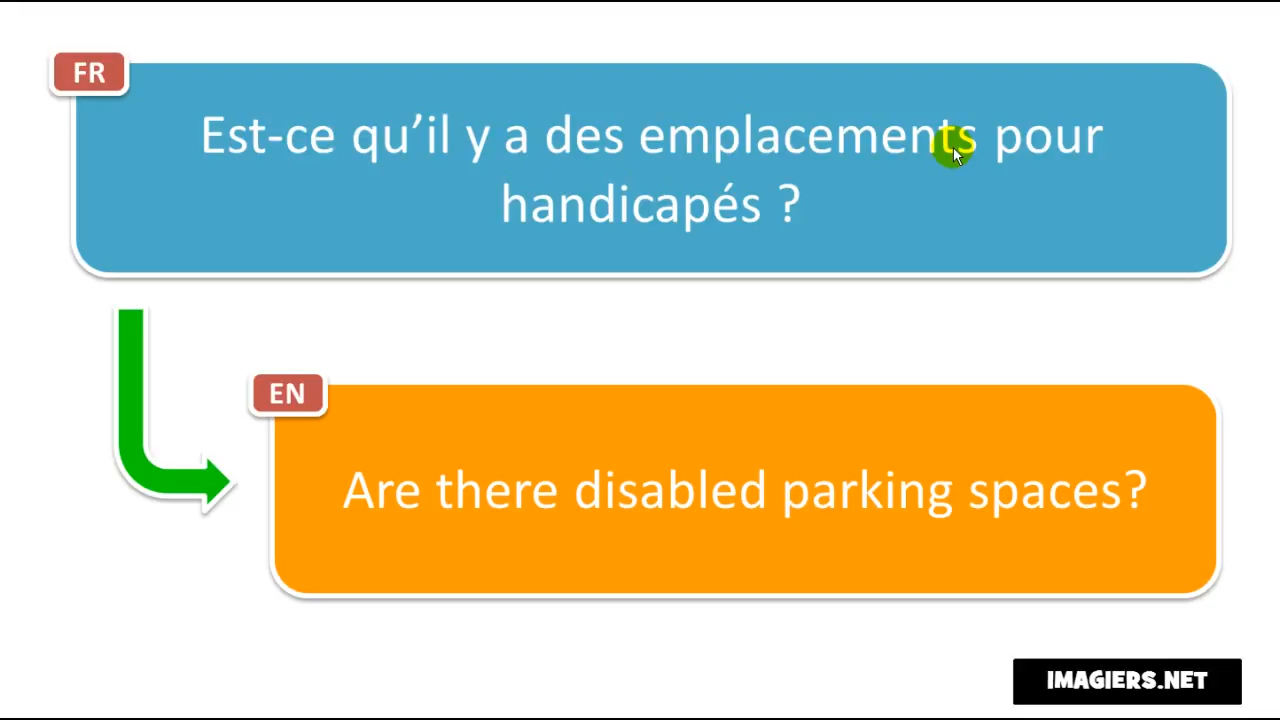 FR
Est-ce qu’il y a des emplacements pour
handicapés ?
EN
Are there disabled parking spaces?
IMAGIERS.NET